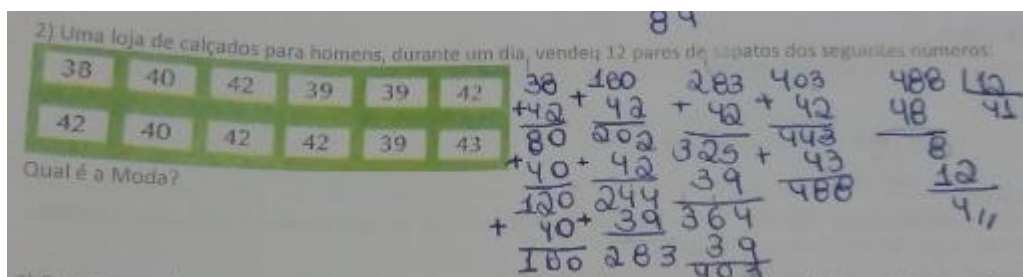 84
2) Uma loja de calçados para homens, durante um dia, vendeu 12 pares de sapatos dos seguintes números:
38 40 42 39 39 42
42 40 42 42 39 43
Qual é a Moda?
38 160 283 403 488 12
+42 + 42 + 42 + 42 48 41
80 202 325 443 8
+40 + 42 39 + 43 12
120 244 364 488 4
+ 40 + 39 39
160 283 403